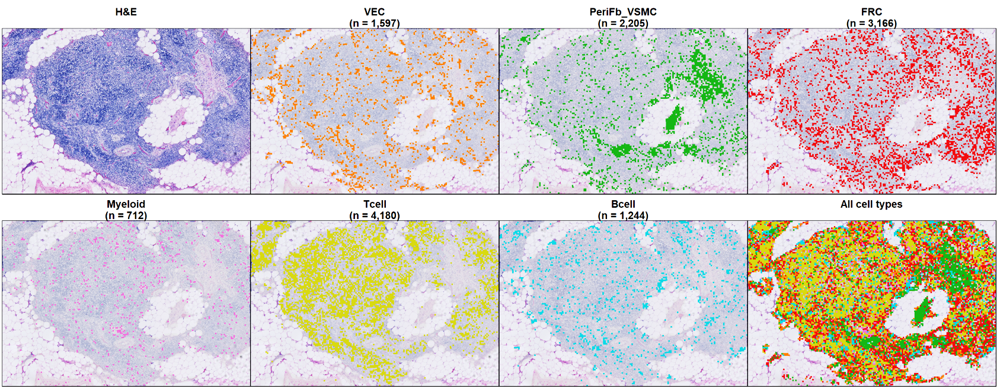 H&E
VEC
(n = 1,597)
PeriFb_VSMC
(n = 2,205)
FRC
(n = 3,166)
Myeloid
(n = 712)
Tcell
(n = 4,180)
Bcell
(n = 1,244)
All cell types